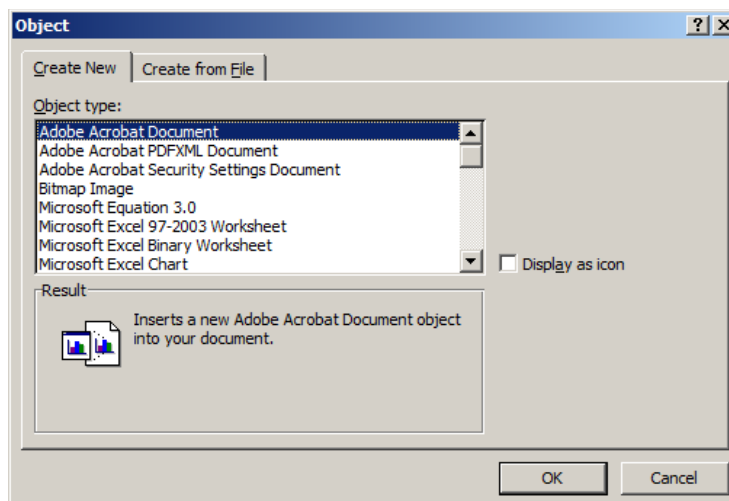 Object
Create New
Create from File
Object type:
Adobe Acrobat Document
Adobe Acrobat PDFXML Document
Adobe Acrobat Security Settings Document
Bitmap Image
Microsoft Equation 3.0
Microsoft Excel 97-2003 Worksheet
Microsoft Excel Binary Worksheet
Microsoft Excel Chart
Display as icon
Result
Inserts a new Adobe Acrobat Document object
into your document.
OK
Cancel